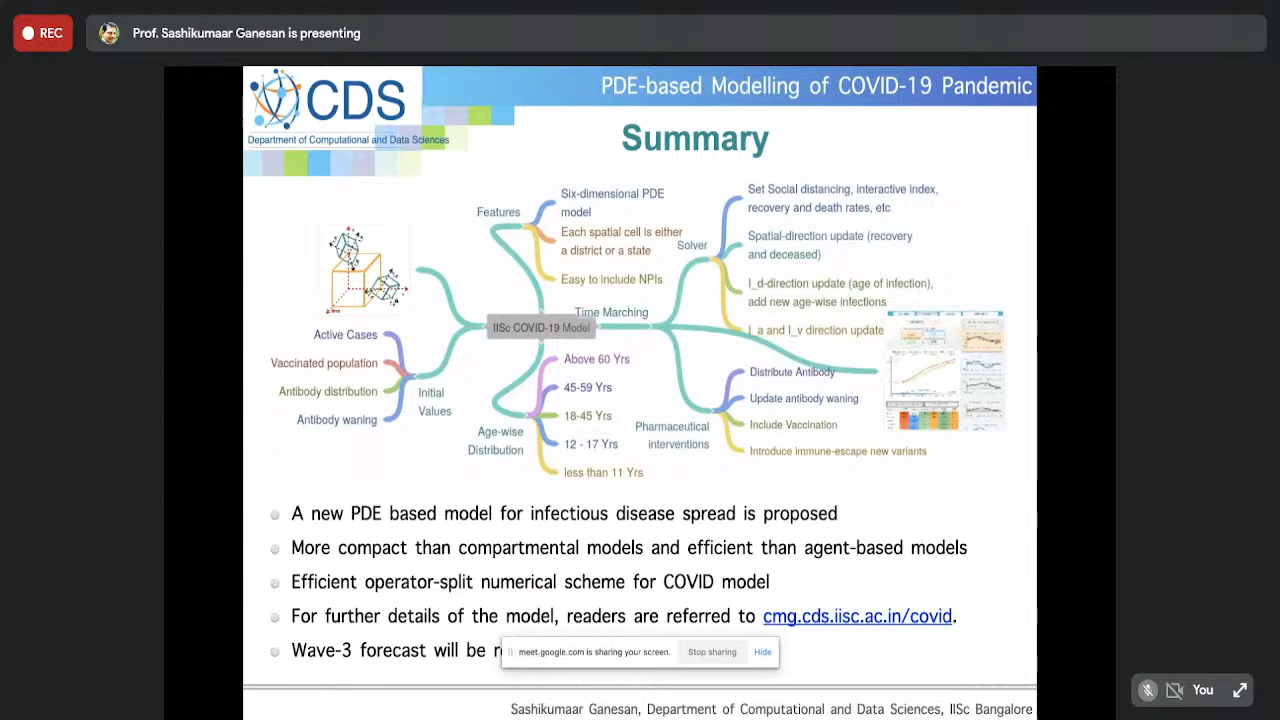 REC
Prof. Sashikumaar Ganesan is presenting
CDS
Department of Computational and Data Sciences
PDE-based Modelling of COVID-19 Pandemic
Summary
Features
Six-dimensional PDE
model
Each spatial cell is either
a district or a state
Easy to include NPIs
Solver
Set Social distancing, interactive index,
recovery and death rates, etc
Spatial-direction update (recovery
and deceased)
I_d-direction update (age of infection),
add new age-wise infections
I_a and I_v direction update
Time Marching
IISc COVID-19 Model
Active Cases
Vaccinated population
Antibody distribution
Antibody waning
Initial
Values
Above 60 Yrs
45-59 Yrs
18-45 Yrs
12 - 17 Yrs
less than 11 Yrs
Age-wise
Distribution
Pharmaceutical
interventions
Distribute Antibody
Update antibody waning
Include Vaccination
Introduce immune-escape new variants
A new PDE based model for infectious disease spread is proposed
More compact than compartmental models and efficient than agent-based models
Efficient operator-split numerical scheme for COVID model
For further details of the model, readers are referred to cmg.cds.iisc.ac.in/covid.
Wave-3 forecast will be
meet.google.com is sharing your screen.
Stop sharing
Hide
You
Sashikumaar Ganesan, Department of Computational and Data Sciences, IISc Bangalore